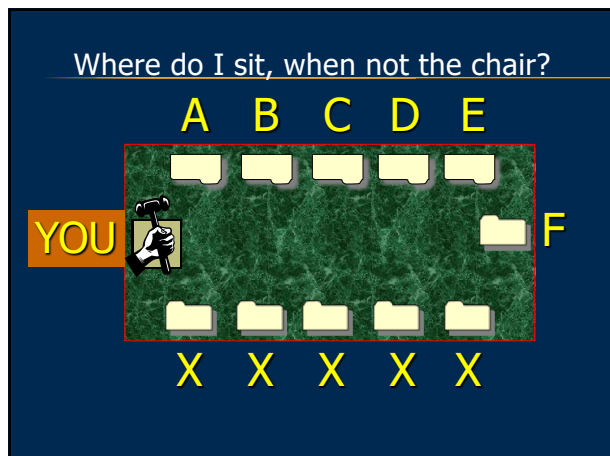 Where do I sit, when not the chair?
A B C D E
YOU F
X X X X X